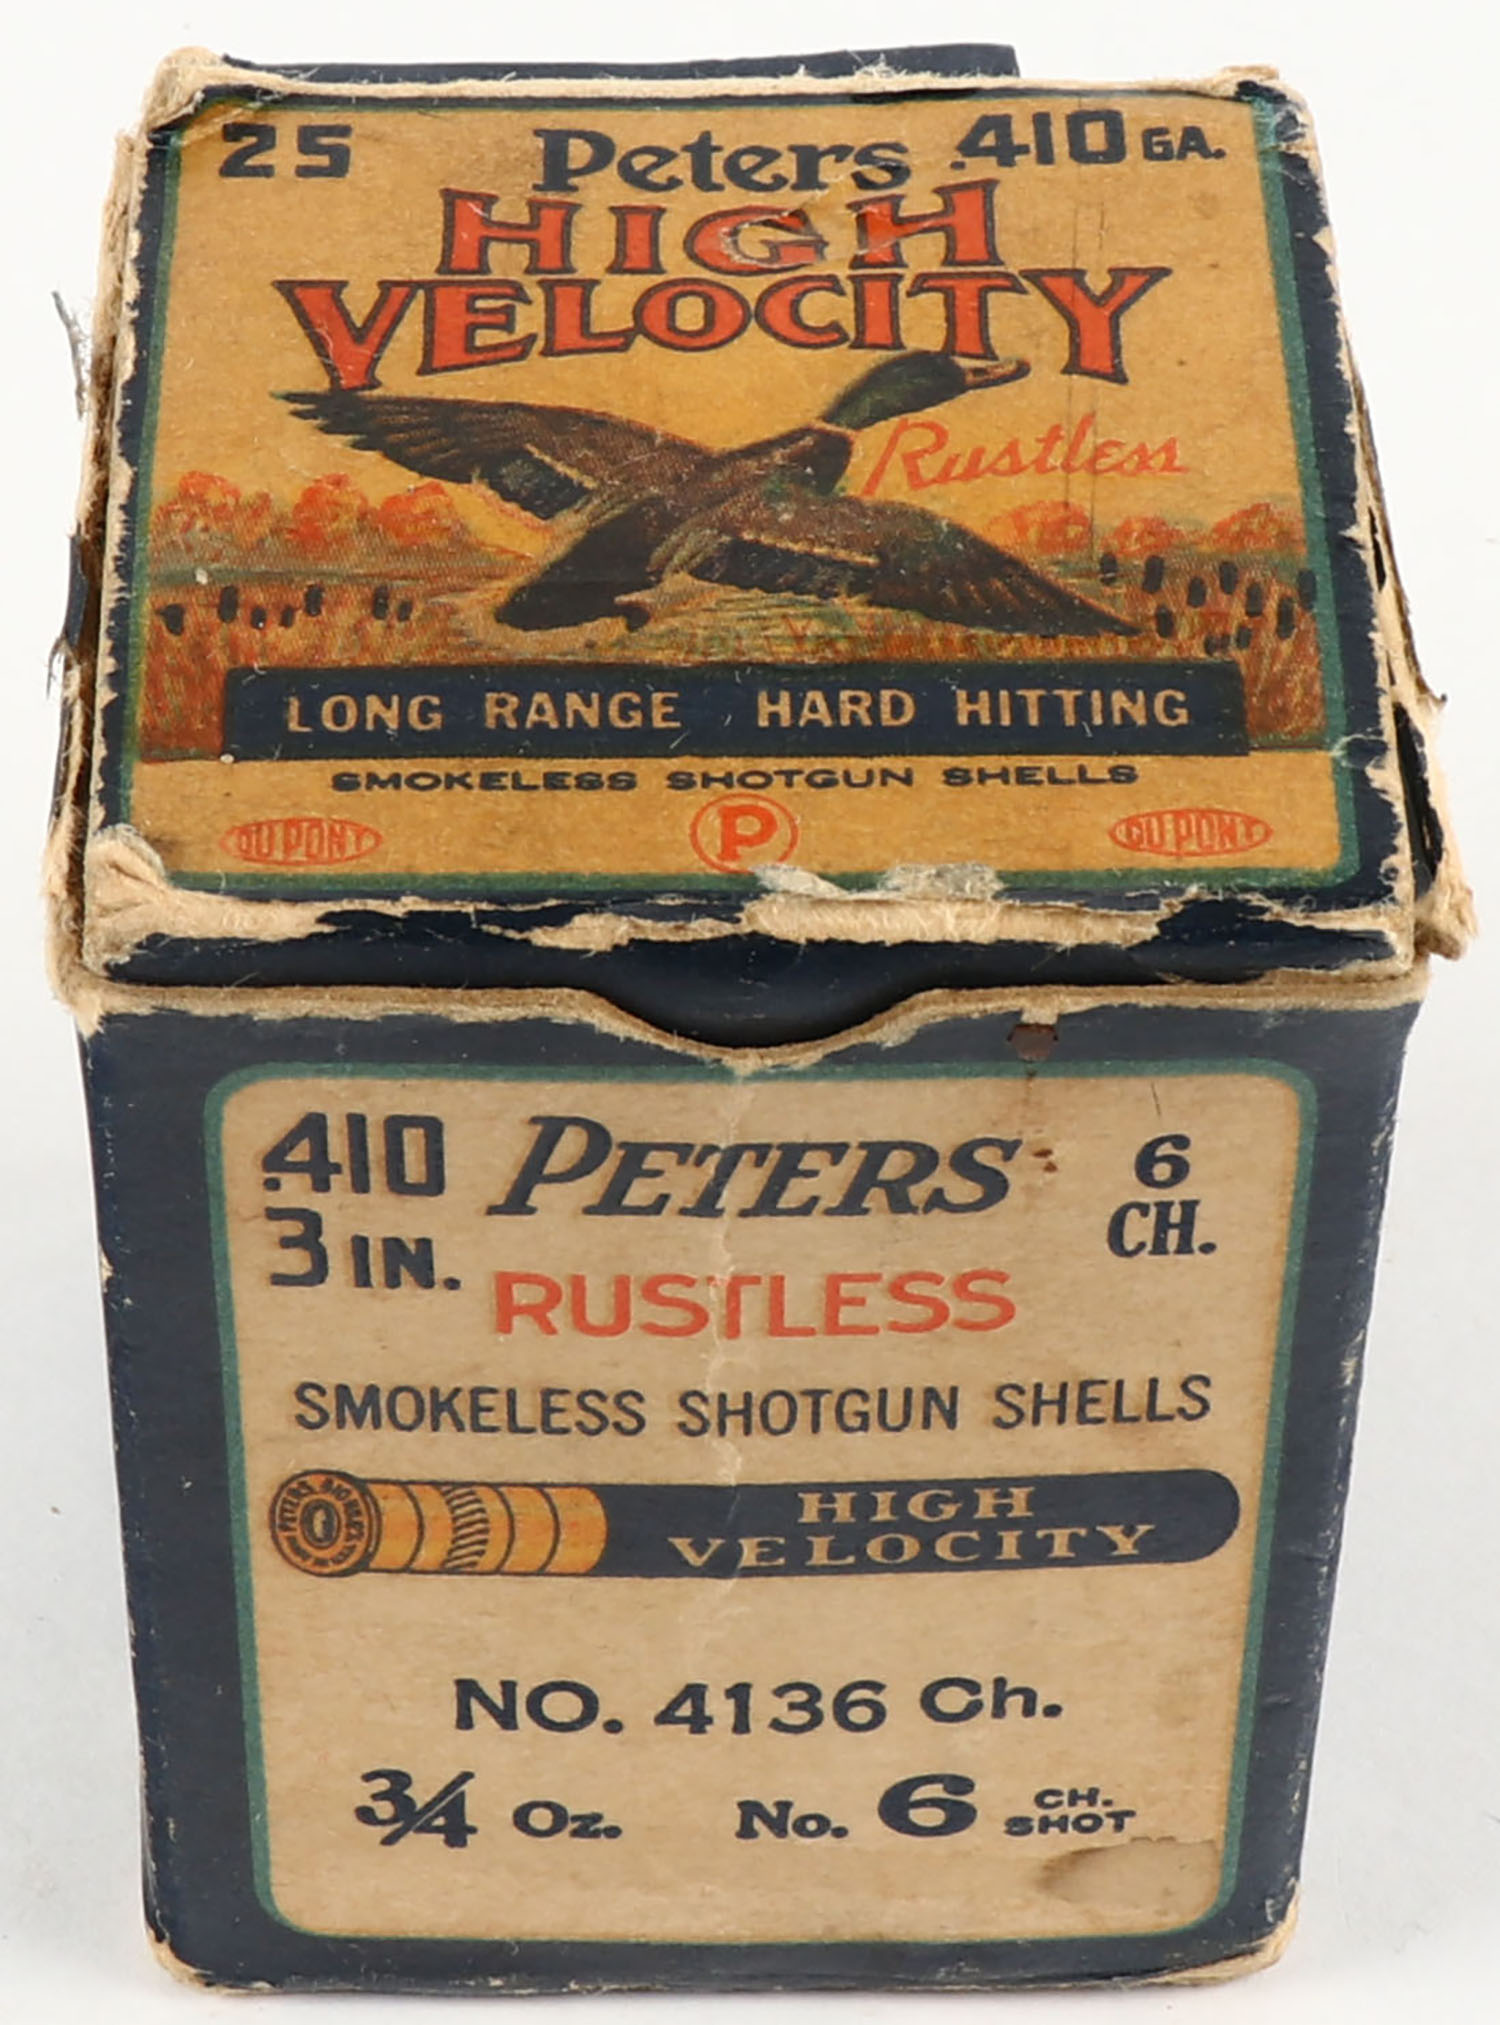 25 Peters .410 GA.
HIGH
VELOCITY
Rustless
LONG RANGE HARD HITTING
SMOKELESS SHOTGUN SHELLS
DU PONT P DU PONT
.410 PETERS 6
3 IN. CH.
RUSTLESS
SMOKELESS SHOTGUN SHELLS
PETERS
HIGH
VELOCITY
NO. 4136 Ch.
3/4 Oz. No. 6 CH.
SHOT